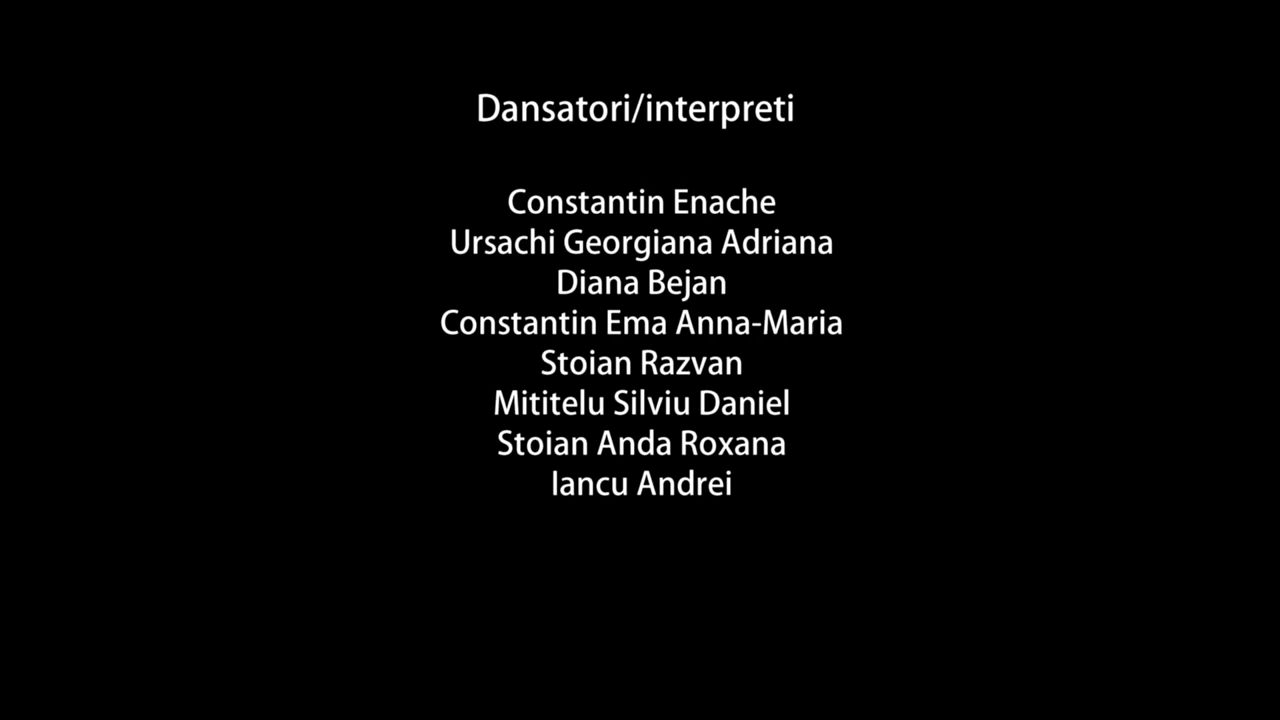 Dansatori/interpreti
Constantin Enache
Ursachi Georgiana Adriana
Diana Bejan
Constantin Ema Anna-Maria
Stoian Razvan
Mititelu Silviu Daniel
Stoian Anda Roxana
Iancu Andrei